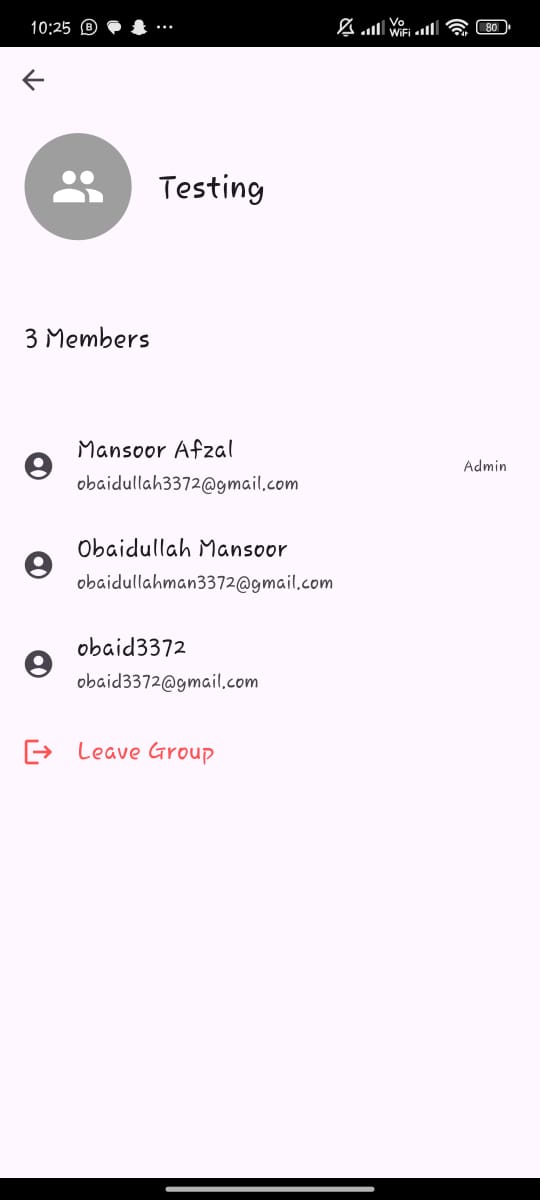 10:25 B ... Vo WiFi 80
Testing
3 Members
Mansoor Afzal
obaidullah3372@gmail.com
Admin
Obaidullah Mansoor
obaidullahman3372@gmail.com
obaid3372
obaid3372@gmail.com
Leave Group